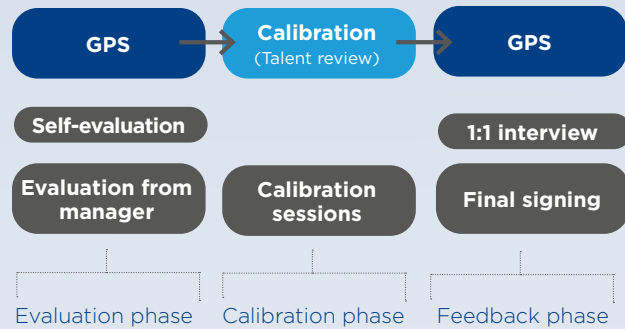 GPS
Calibration
(Talent review)
GPS
Self-evaluation
1:1 interview
Evaluation from
manager
Calibration
sessions
Final signing
Evaluation phase
Calibration phase
Feedback phase